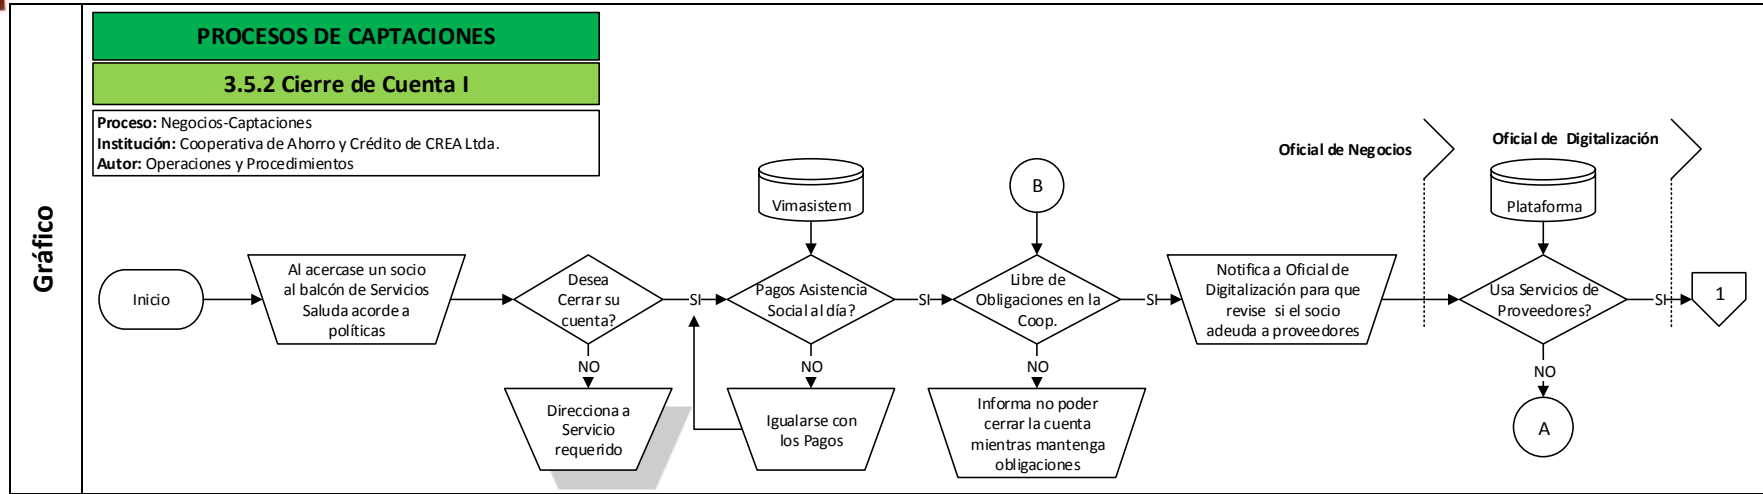 PROCESOS DE CAPTACIONES
3.5.2 Cierre de Cuenta I
Proceso: Negocios-Captaciones
Institución: Cooperativa de Ahorro y Crédito de CREA Ltda.
Autor: Operaciones y Procedimientos
Gráfico
Inicio
Al acercase un socio
al balcón de Servicios
Saluda acorde a
políticas
Desea
Cerrar su
cuenta?
SI
NO
Direcciona a
Servicio
requerido
Vimasistem
Pagos Asistencia
Social al día?
SI
NO
Igualarse con
los Pagos
B
Libre de
Obligaciones en la
Coop.
SI
NO
Informa no poder
cerrar la cuenta
mientras mantenga
obligaciones
Notifica a Oficial de
Digitalización para que
revise si el socio
adeuda a proveedores
Oficial de Negocios
Oficial de Digitalización
Plataforma
Usa Servicios de
Proveedores?
SI
1
NO
A